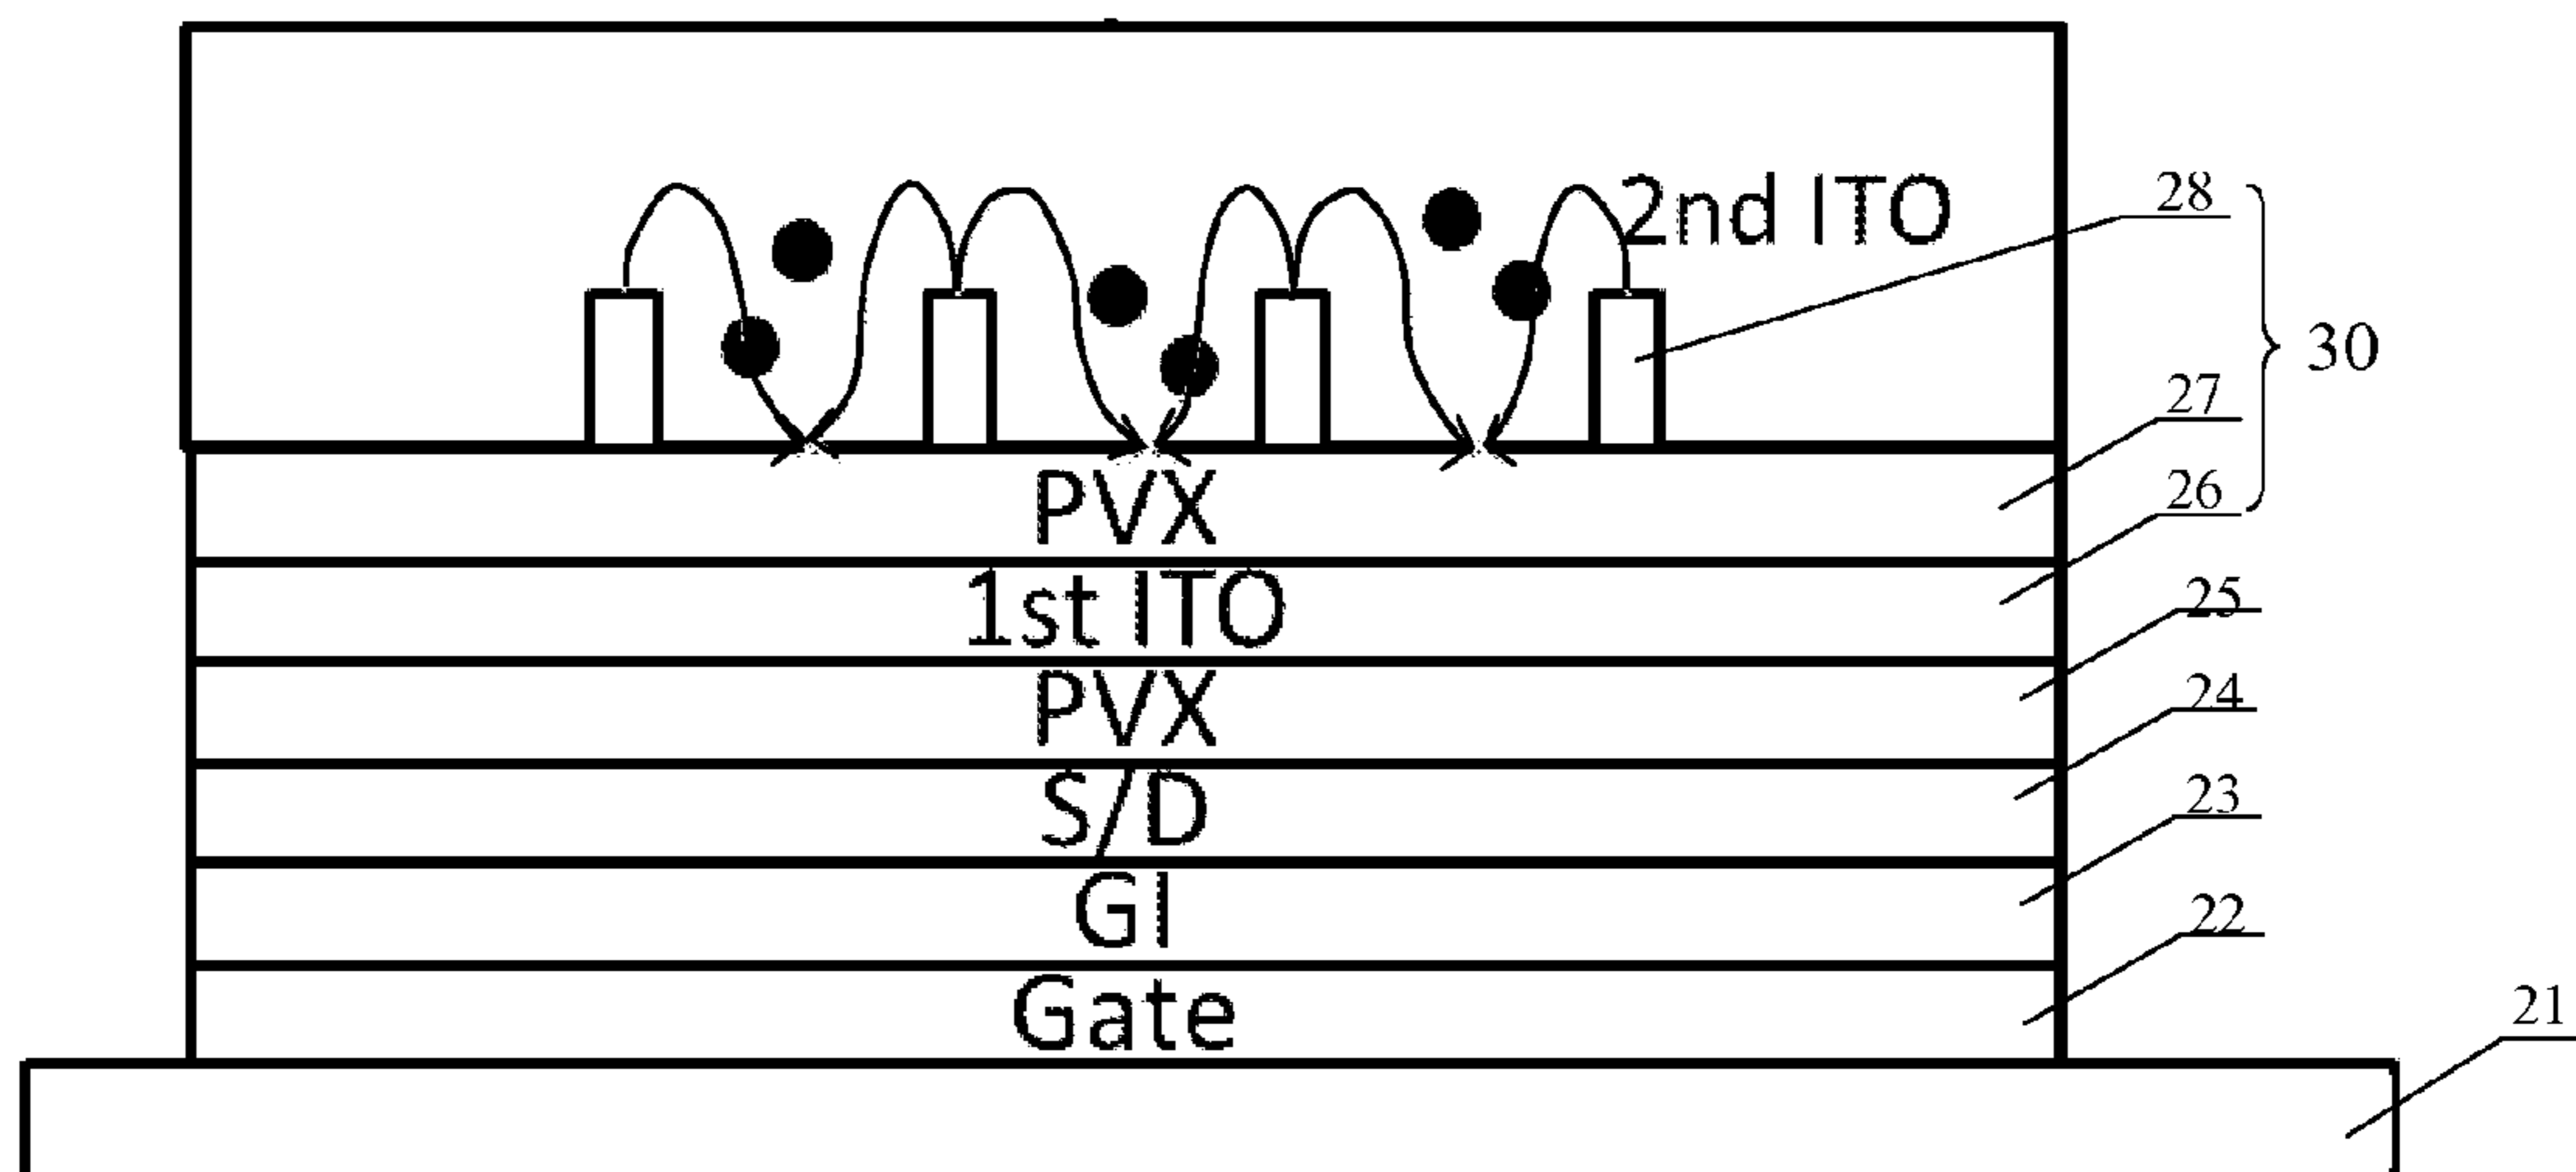 2nd ITO
28
30
27
PVX
26
1st ITO
25
PVX
24
S/D
23
GI
22
Gate
21